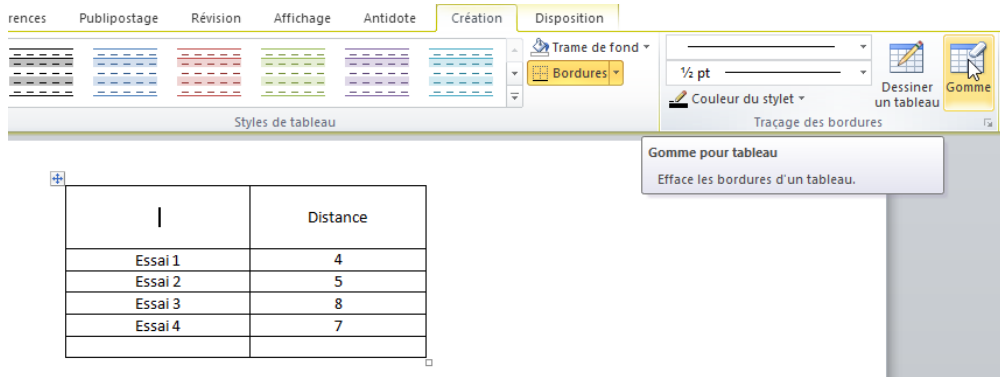 rences Publipostage Révision Affichage Antidote Création Disposition
Trame de fond
Bordures
½ pt
Couleur du stylet
Dessiner
un tableau
Gomme
Styles de tableau
Traçage des bordures
Gomme pour tableau
Efface les bordures d'un tableau.
Distance
Essai 1 4
Essai 2 5
Essai 3 8
Essai 4 7